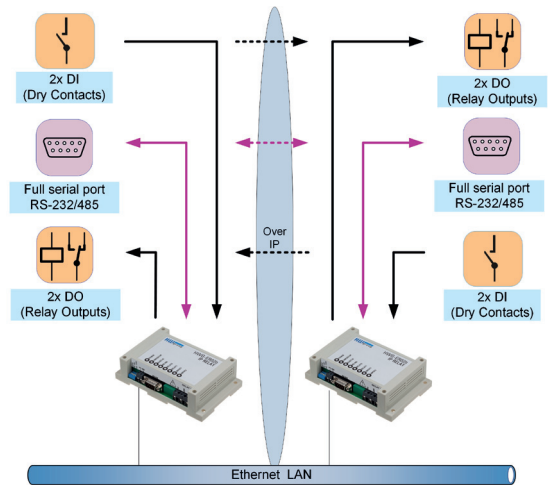 2x DI
(Dry Contacts)
2x DO
(Relay Outputs)
Full serial port
RS-232/485
Full serial port
RS-232/485
Over
IP
2x DO
(Relay Outputs)
2x DI
(Dry Contacts)
Ethernet LAN